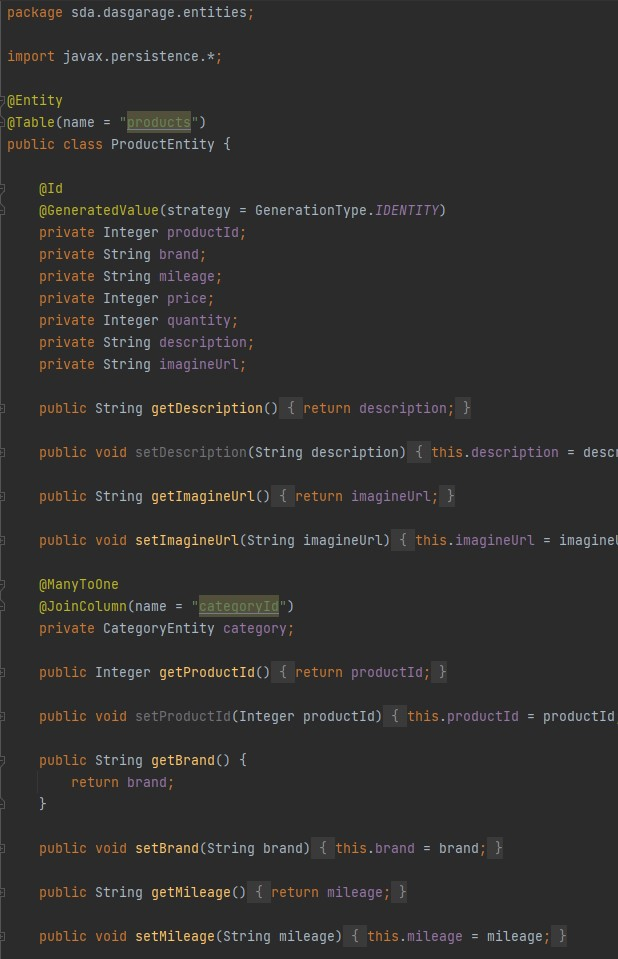 package sda.dasgarage.entities;
import javax.persistence.*;
@Entity
@Table(name = "products")
public class ProductEntity {
@Id
@GeneratedValue(strategy = GenerationType.IDENTITY)
private Integer productId;
private String brand;
private String mileage;
private Integer price;
private Integer quantity;
private String description;
private String imagineUrl;
public String getDescription() { return description; }
public void setDescription(String description) { this.description = descr
public String getImagineUrl() { return imagineUrl; }
public void setImagineUrl(String imagineUrl) { this.imagineUrl = imagineU
@ManyToOne
@JoinColumn(name = "categoryId")
private CategoryEntity category;
public Integer getProductId() { return productId; }
public void setProductId(Integer productId) { this.productId = productId;
public String getBrand() {
return brand;
}
public void setBrand(String brand) { this.brand = brand; }
public String getMileage() { return mileage; }
public void setMileage(String mileage) { this.mileage = mileage; }